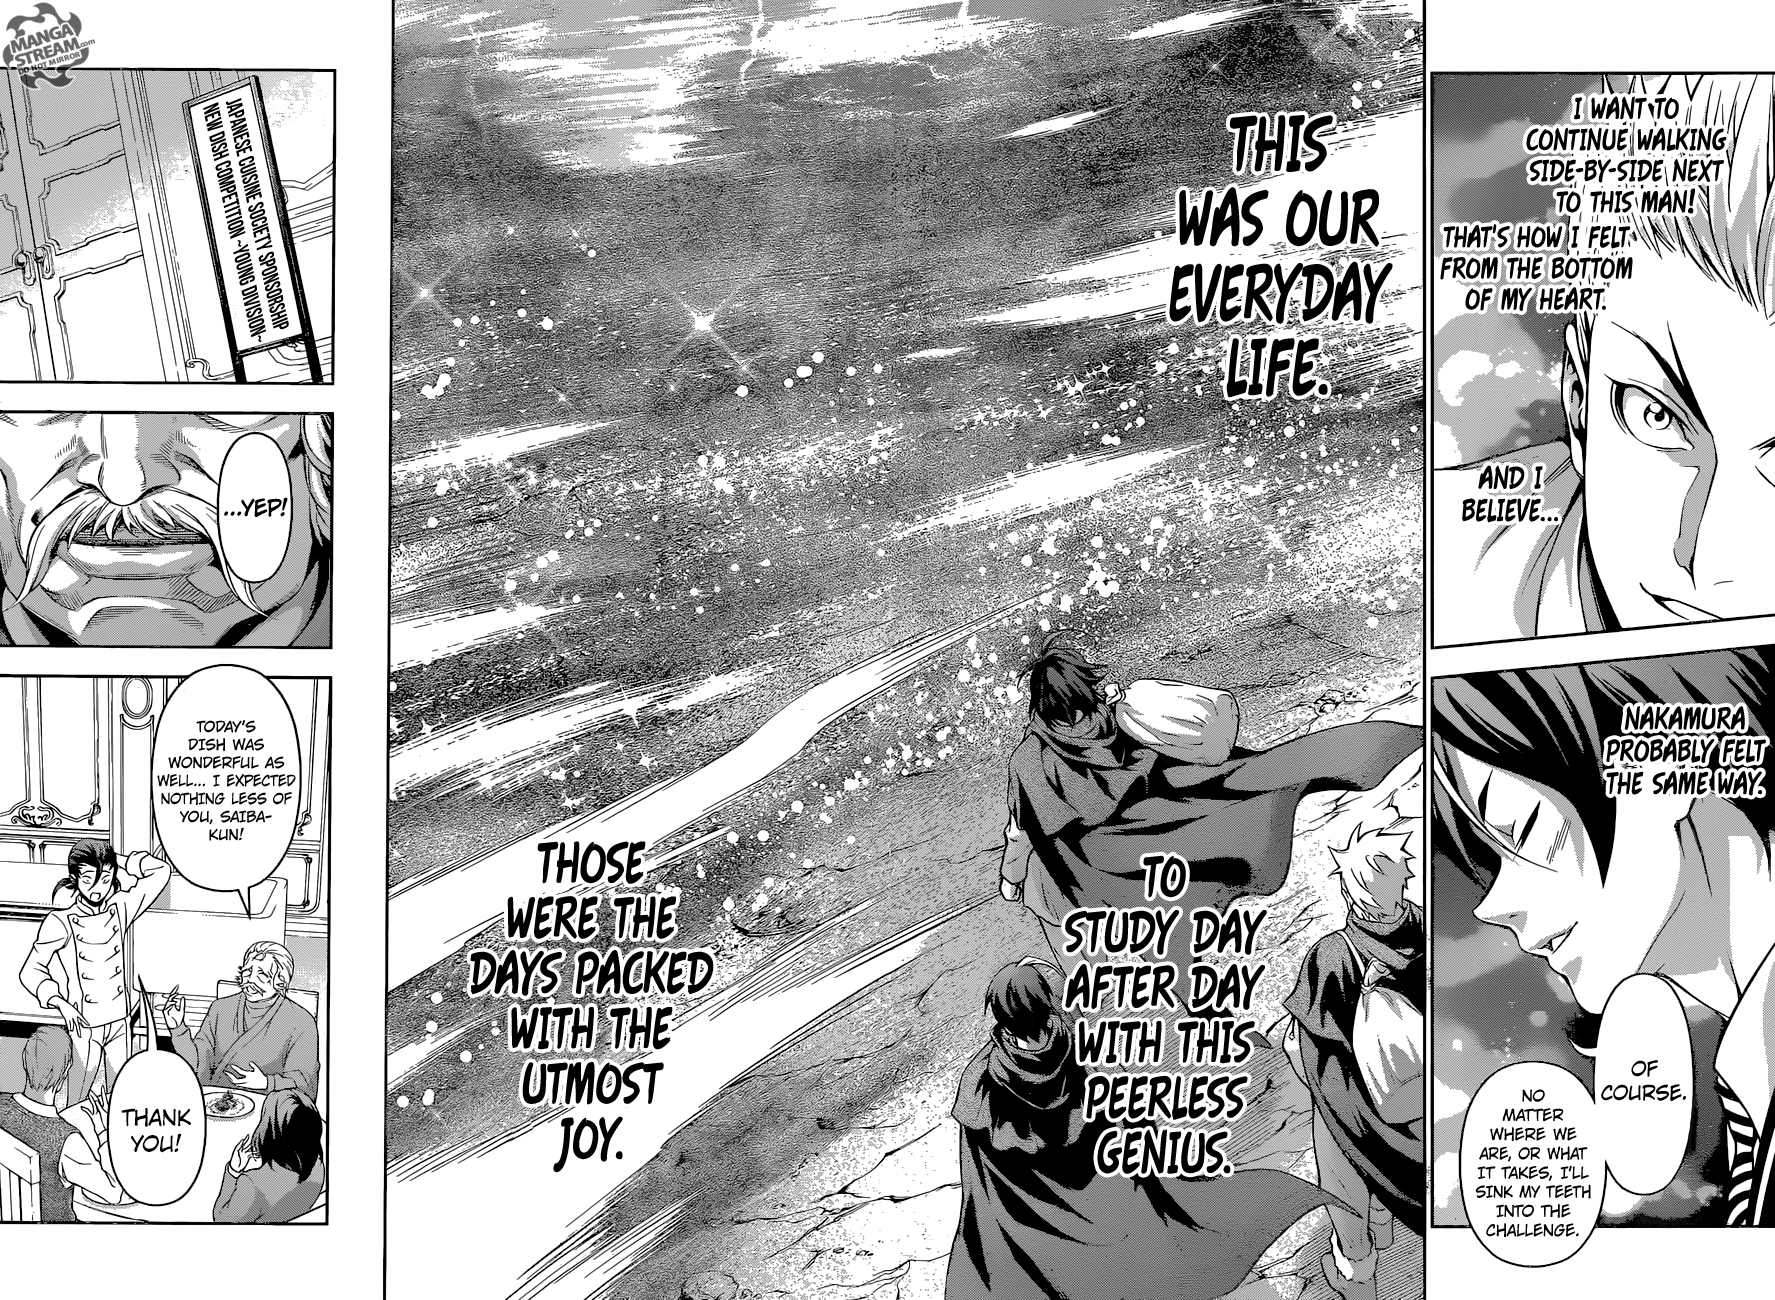 I WANT TO
CONTINUE WALKING
SIDE-BY-SIDE NEXT
TO THIS MAN!
THAT'S HOW I FELT
FROM THE BOTTOM
OF MY HEART.
AND I
BELIEVE...
NAKAMURA
PROBABLY FELT
THE SAME WAY.
OF
COURSE.
NO
MATTER
WHERE WE
ARE, OR WHAT
IT TAKES, I'LL
SINK MY TEETH
INTO THE
CHALLENGE.
THIS
WAS OUR
EVERYDAY
LIFE.
TO
STUDY DAY
AFTER DAY
WITH THIS
PEERLESS
GENIUS.
THOSE
WERE THE
DAYS PACKED
WITH THE
UTMOST
JOY.
MANGA
STREAM.com
DO NOT MIRROR
JAPANESE CUISINE SOCIETY SPONSORSHIP
NEW DISH COMPETITION ~YOUNG DIVISION~
...YEP!
TODAY'S
DISH WAS
WONDERFUL AS
WELL... I EXPECTED
NOTHING LESS OF
YOU, SAIBA-
KUN!
THANK
YOU!